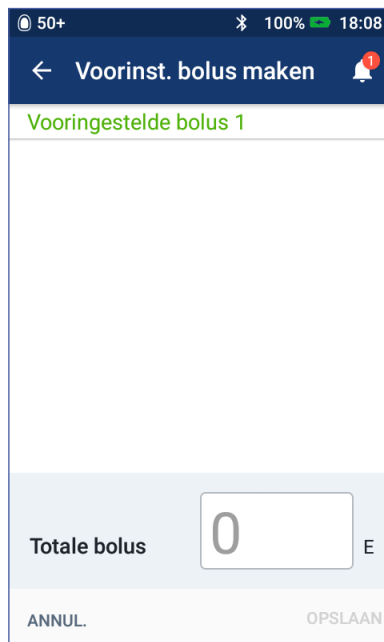 50+ 100% 18:08
Voorinst. bolus maken 1
Vooringestelde bolus 1
Totale bolus 0 E
ANNUL. OPSLAAN